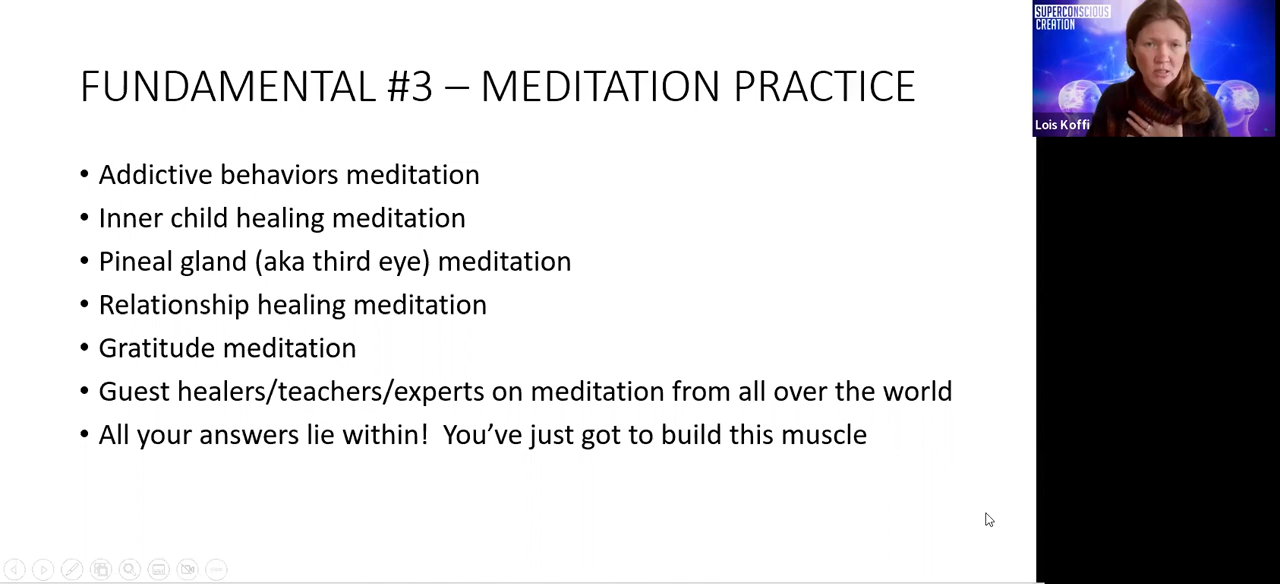 FUNDAMENTAL #3 – MEDITATION PRACTICE
• Addictive behaviors meditation
• Inner child healing meditation
• Pineal gland (aka third eye) meditation
• Relationship healing meditation
• Gratitude meditation
• Guest healers/teachers/experts on meditation from all over the world
• All your answers lie within!  You’ve just got to build this muscle
SUPERCONSCIOUS
CREATION
Lois Koffi